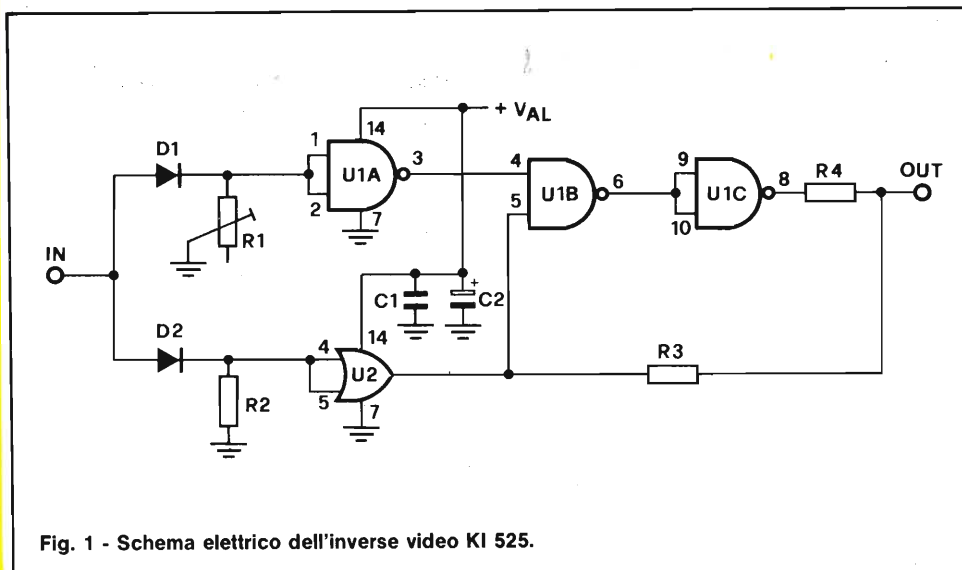 + VAL
14
D1
1
3
4
9
U1A
2
7
R1
5
U1B
6
U1C
10
8
R4
OUT
IN
C1
+
C2
14
D2
4
U2
5
7
R2
R3
Fig. 1 - Schema elettrico dell'inverse video KI 525.